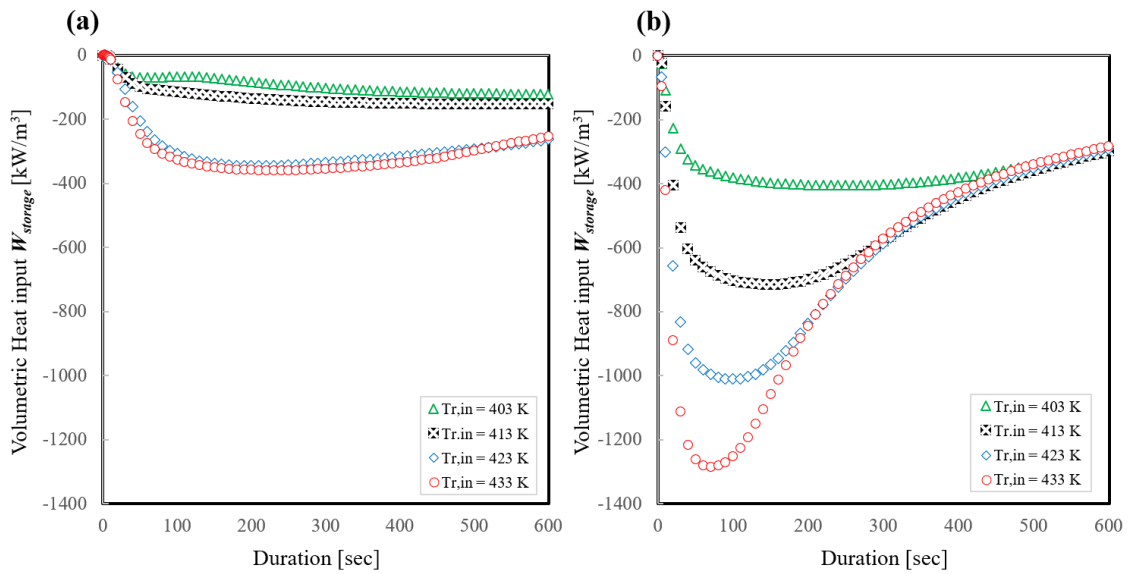 (a)
0
-200
-400
-600
-800
-1000
-1200
-1400
Volumetric Heat input Wstorage [kW/m³]
Tr,in = 403 K
Tr.in = 413 K
Tr,in = 423 K
Tr,in = 433 K
0 100 200 300 400 500 600
Duration [sec]
(b)
0
-200
-400
-600
-800
-1000
-1200
-1400
Volumetric Heat input Wstorage [kW/m³]
Tr,in = 403 K
Tr.in = 413 K
Tr,in = 423 K
Tr,in = 433 K
0 100 200 300 400 500 600
Duration [sec]